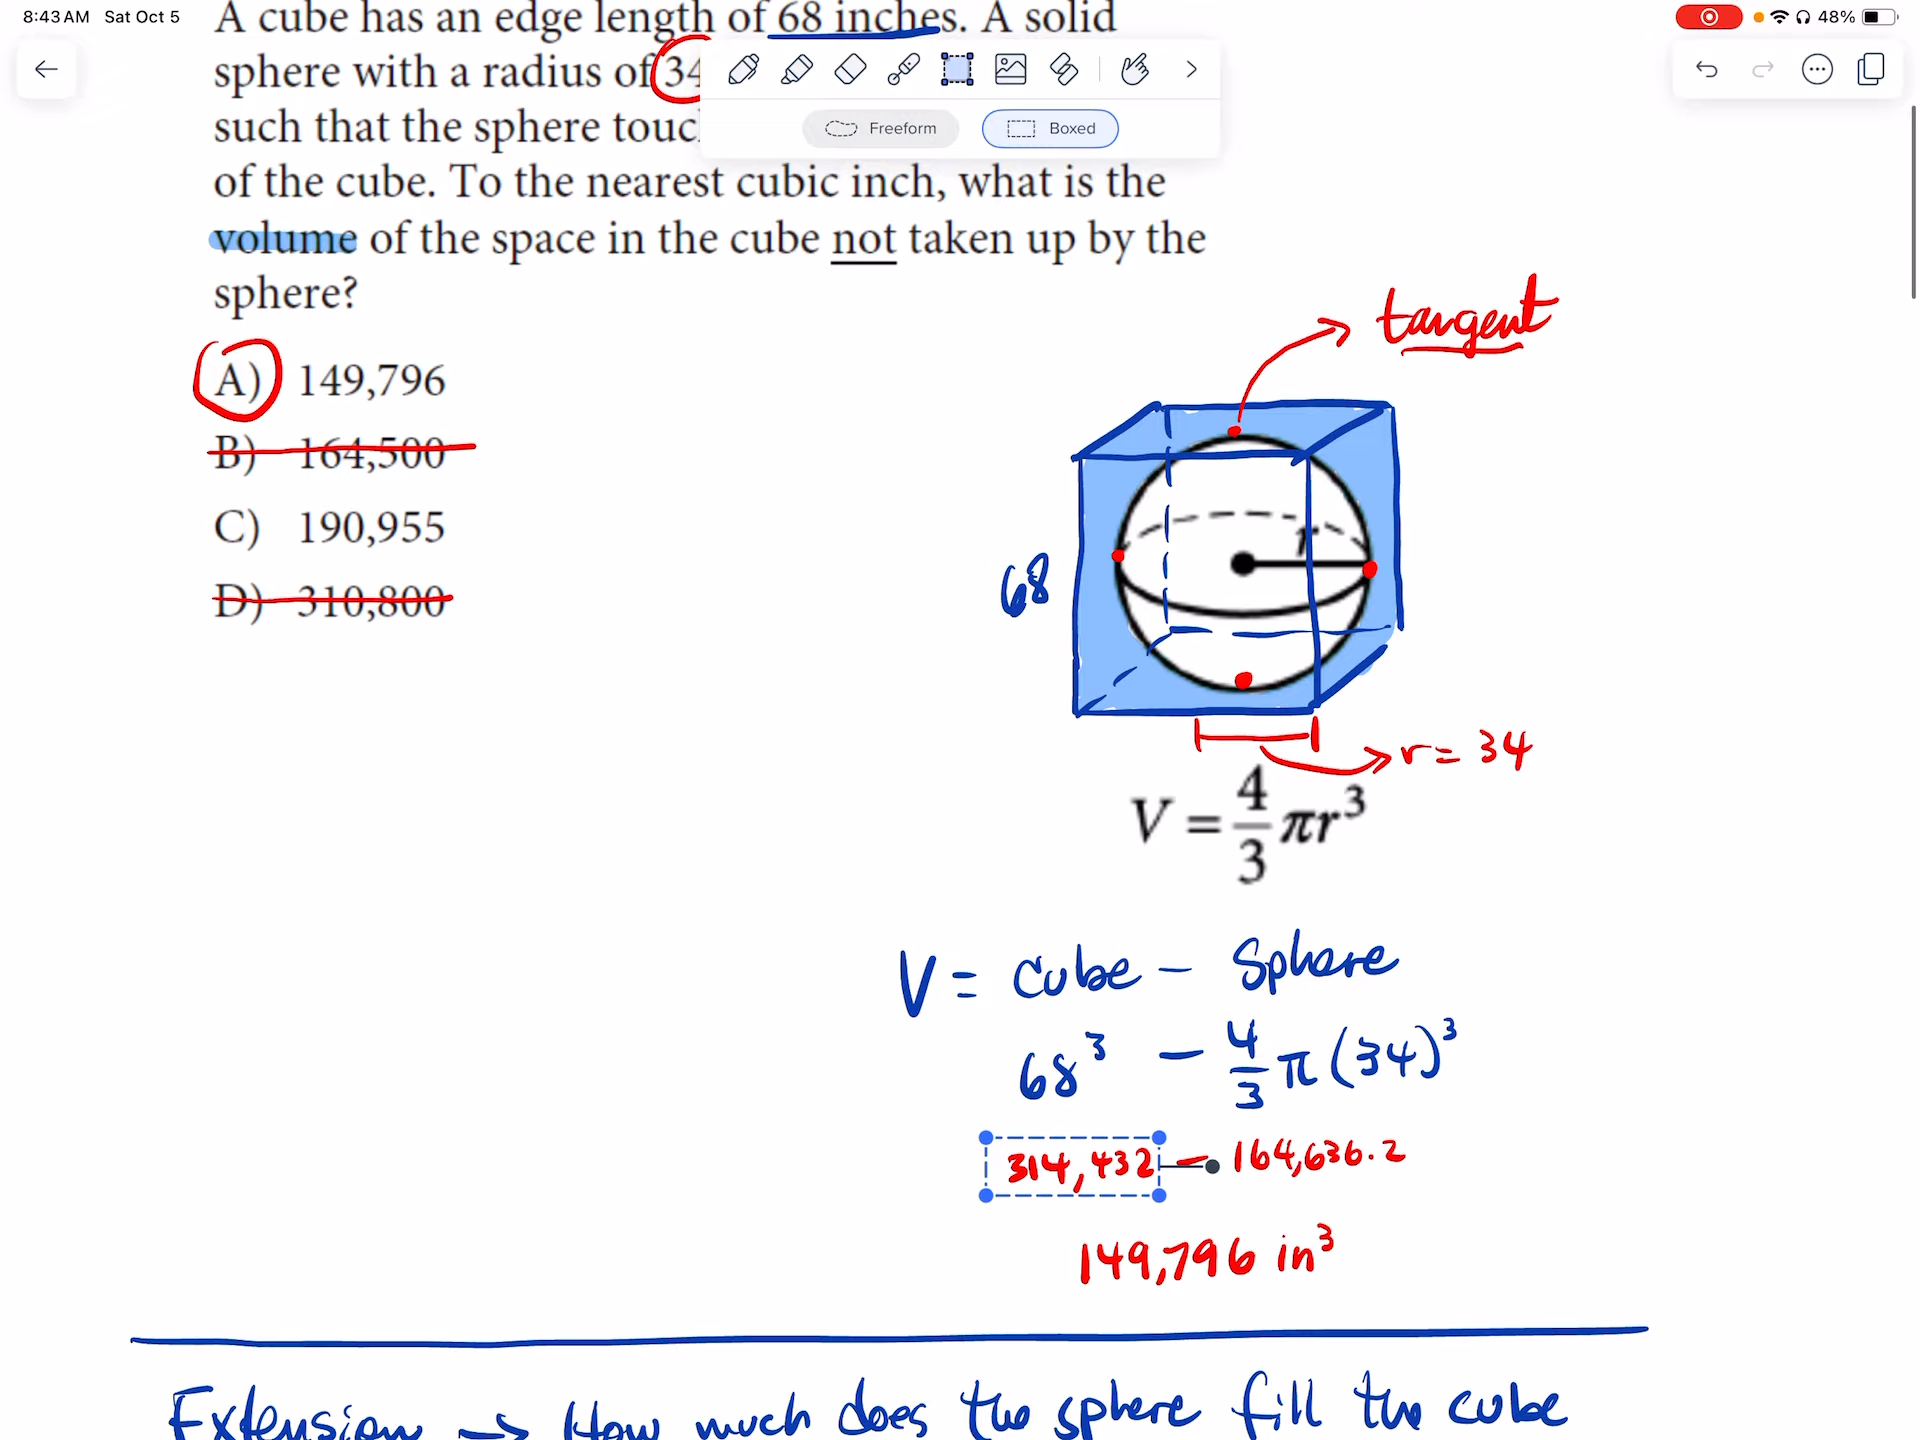 8:43 AM Sat Oct 5
48%
A cube has an edge length of 68 inches. A solid
sphere with a radius of 34
such that the sphere touc
of the cube. To the nearest cubic inch, what is the
volume of the space in the cube not taken up by the
sphere?
Freeform
Boxed
A) 149,796
B) 164,500
C) 190,955
D) 310,800
tangent
r
68
r = 34
V = 4/3 πr³
V = Cube - Sphere
68³ - 4/3 π (34)³
314,432 - 164,636.2
149,796 in³
Extension → How much does the sphere fill the cube